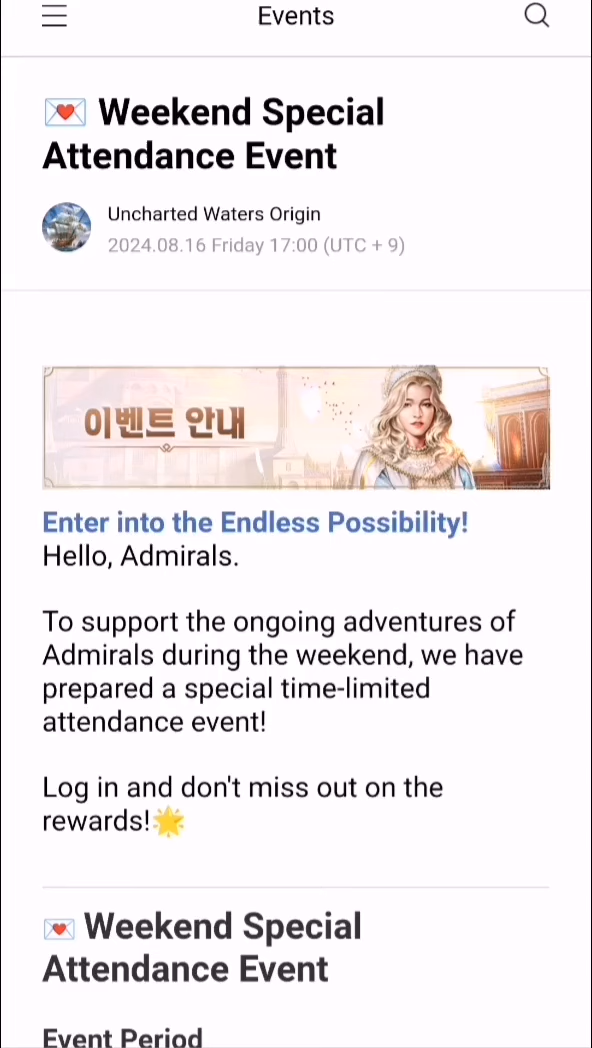 Events
💌 Weekend Special
Attendance Event
Uncharted Waters Origin
2024.08.16 Friday 17:00 (UTC + 9)
이벤트 안내
Enter into the Endless Possibility!
Hello, Admirals.
To support the ongoing adventures of
Admirals during the weekend, we have
prepared a special time-limited
attendance event!
Log in and don't miss out on the
rewards!🌟
💌 Weekend Special
Attendance Event
Event Period